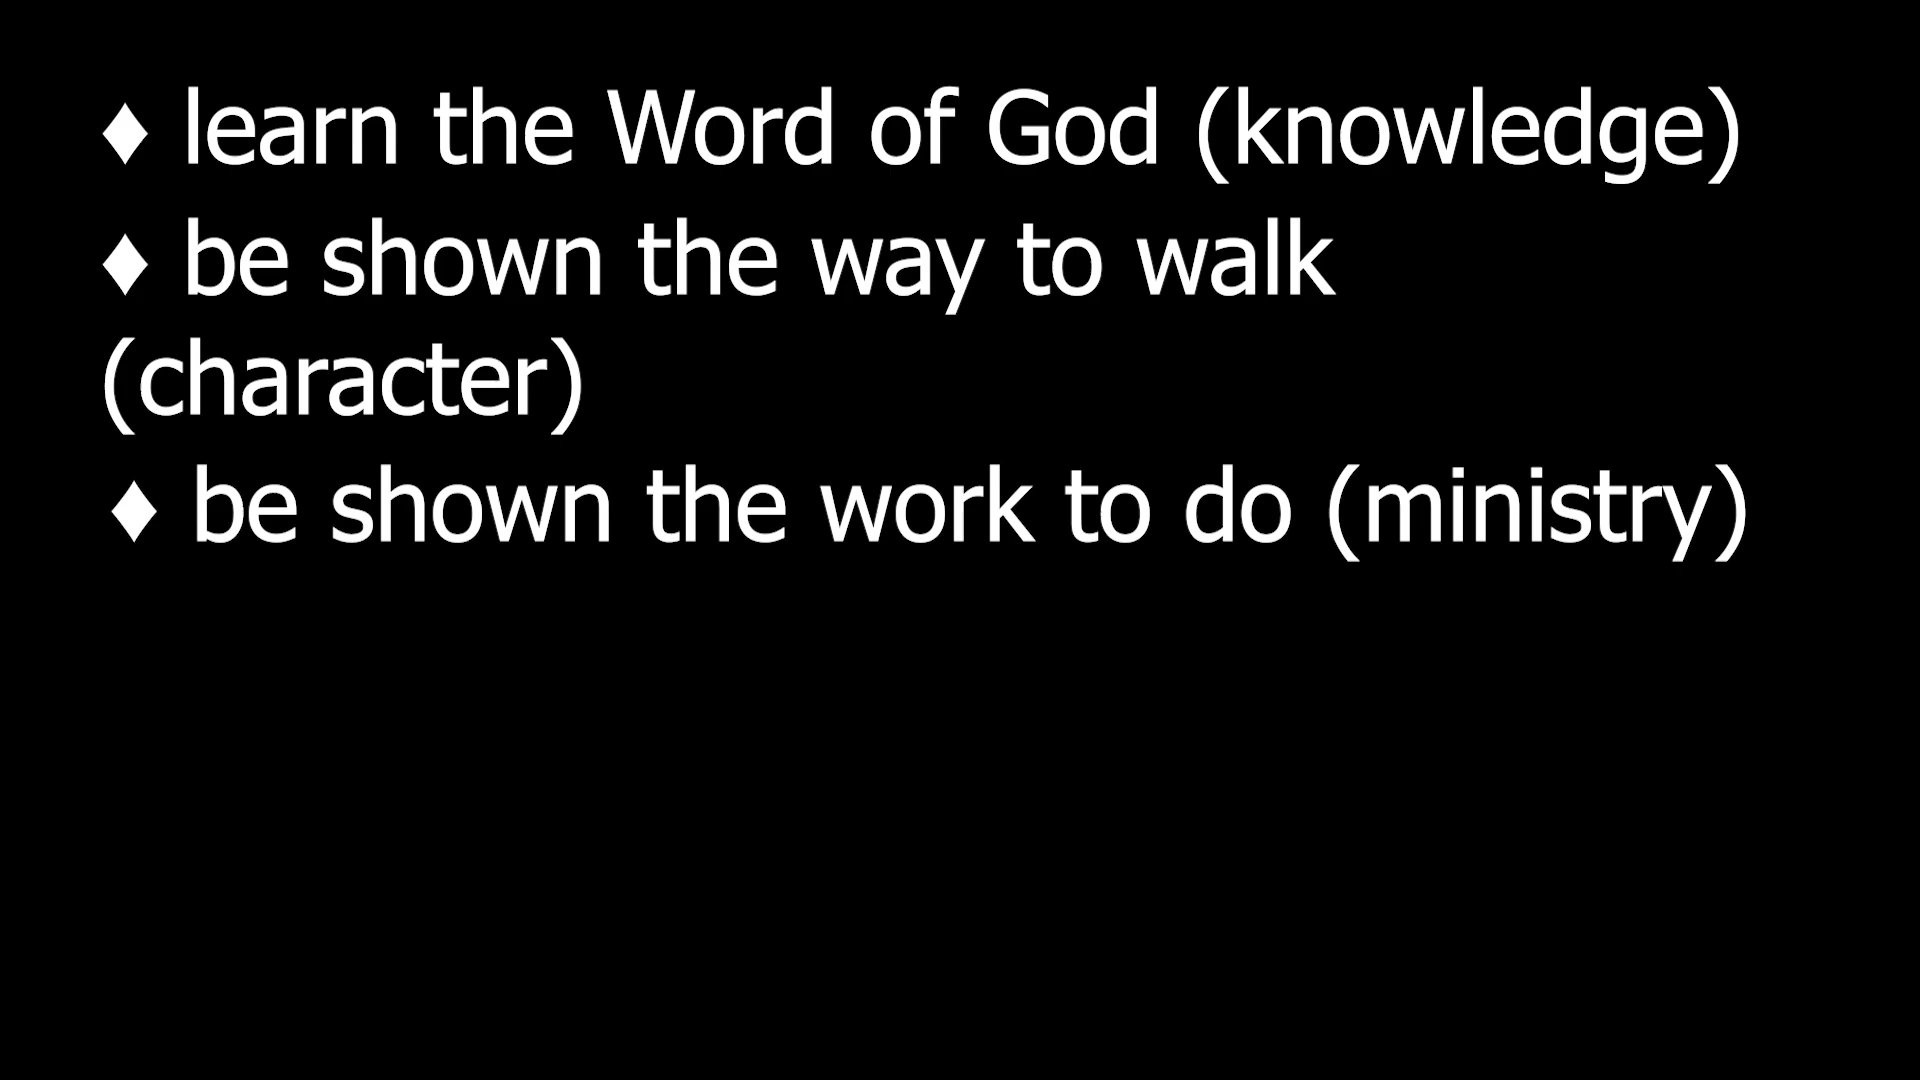 ♦ learn the Word of God (knowledge)
♦ be shown the way to walk
(character)
♦ be shown the work to do (ministry)